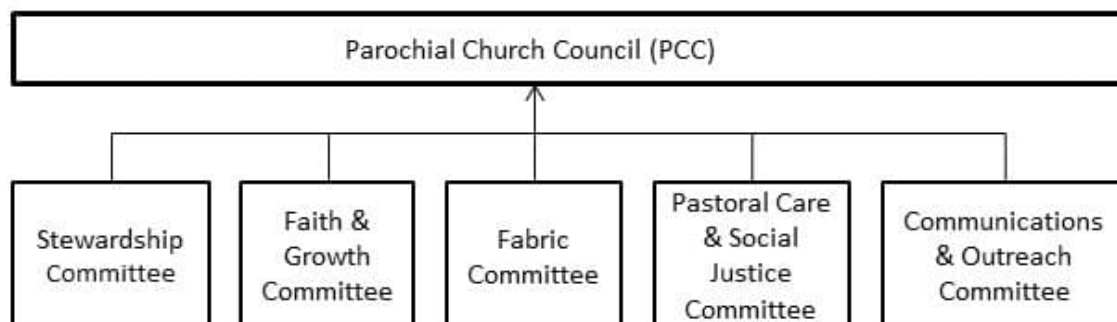 Parochial Church Council (PCC)
Stewardship
Committee
Faith &
Growth
Committee
Fabric
Committee
Pastoral Care
& Social
Justice
Committee
Communications
& Outreach
Committee